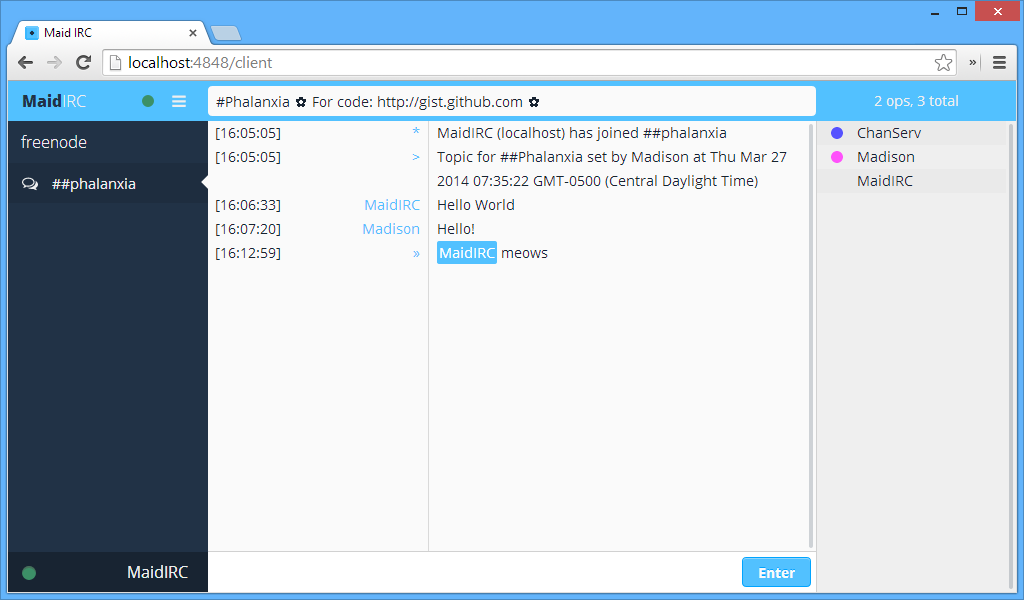 Maid IRC
localhost:4848/client
MaidIRC
#Phalanxia ✿ For code: http://gist.github.com ✿
2 ops, 3 total
freenode
##phalanxia
[16:05:05] * MaidIRC (localhost) has joined ##phalanxia
[16:05:05] > Topic for ##Phalanxia set by Madison at Thu Mar 27
2014 07:35:22 GMT-0500 (Central Daylight Time)
[16:06:33] MaidIRC Hello World
[16:07:20] Madison Hello!
[16:12:59] » MaidIRC meows
ChanServ
Madison
MaidIRC
MaidIRC
Enter